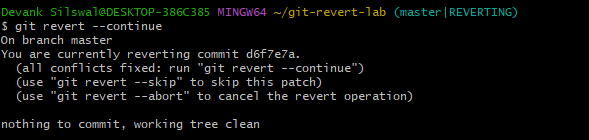 Devank Silswal@DESKTOP-386C385 MINGW64 ~/git-revert-lab (master|REVERTING)
$ git revert --continue
On branch master
You are currently reverting commit d6f7e7a.
  (all conflicts fixed: run "git revert --continue")
  (use "git revert --skip" to skip this patch)
  (use "git revert --abort" to cancel the revert operation)

nothing to commit, working tree clean